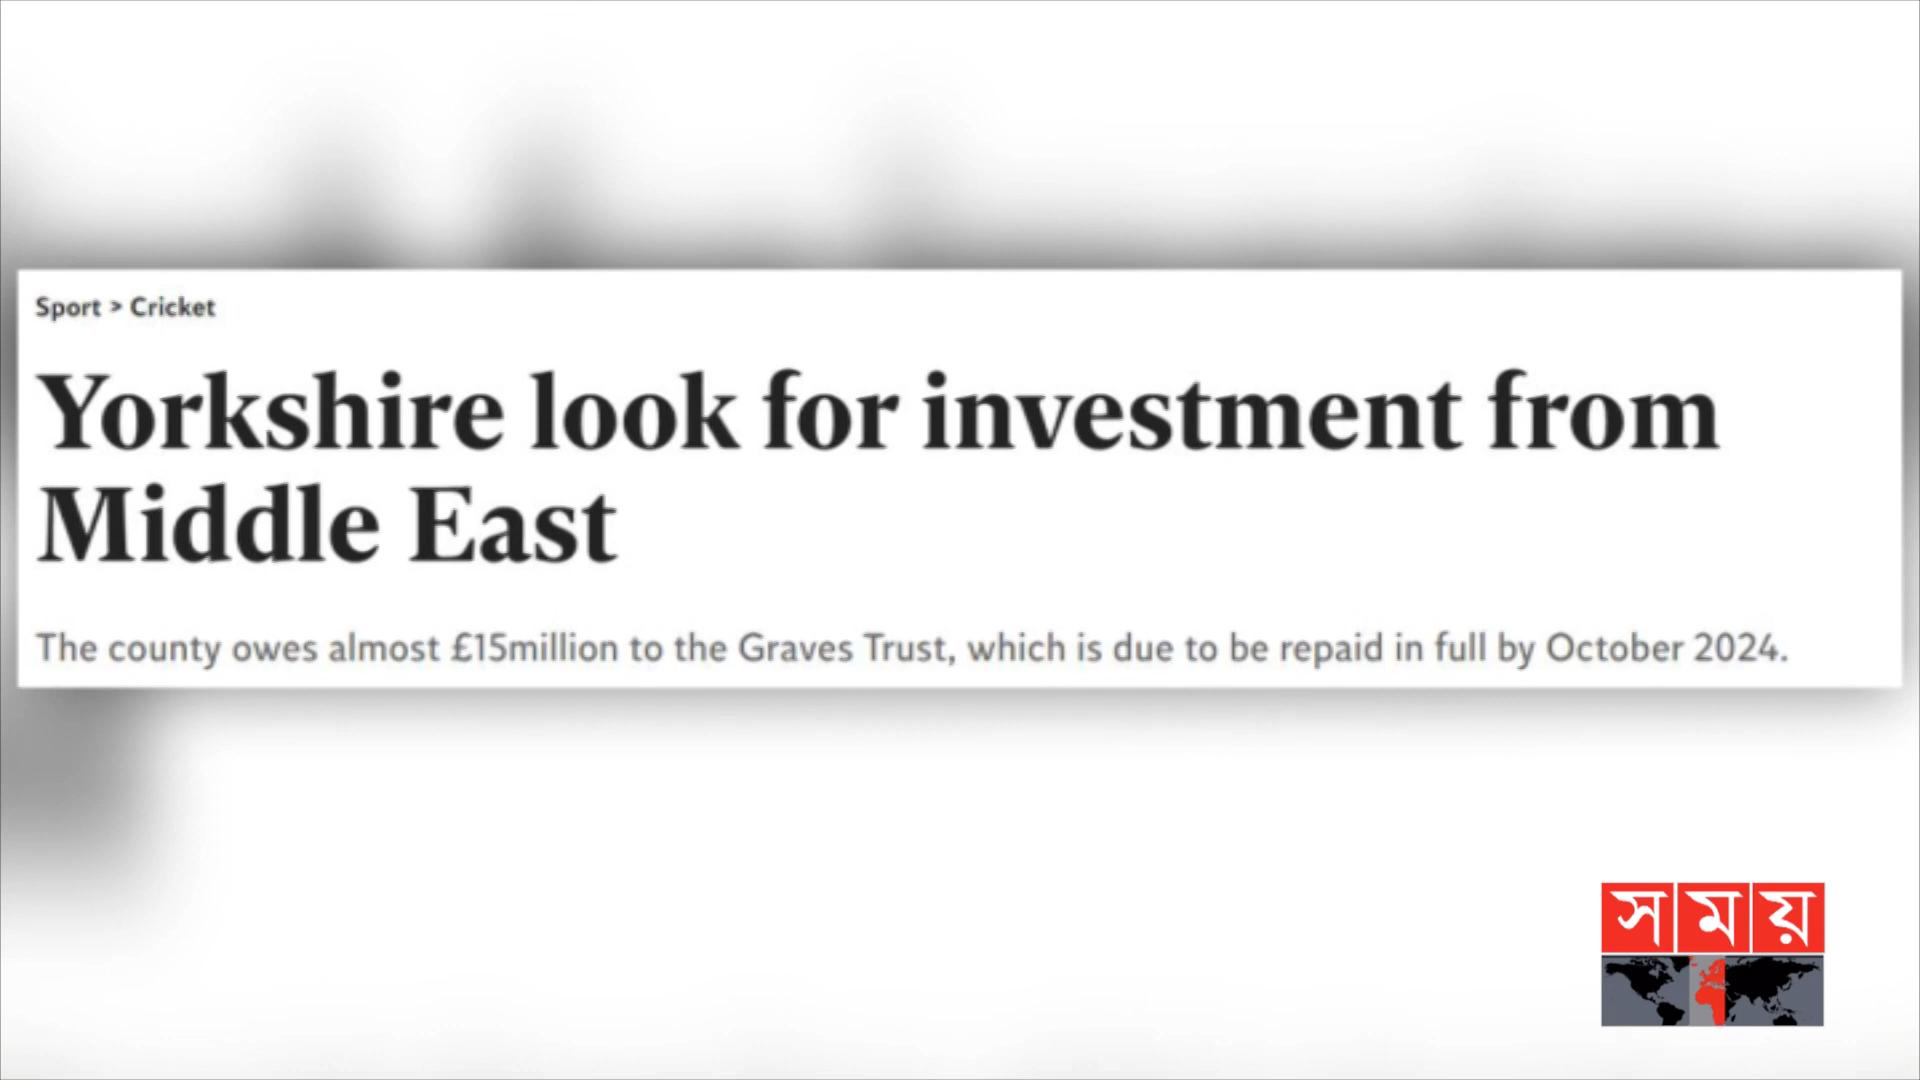 Sport > Cricket
Yorkshire look for investment from
Middle East
The county owes almost £15million to the Graves Trust, which is due to be repaid in full by October 2024.
সময়